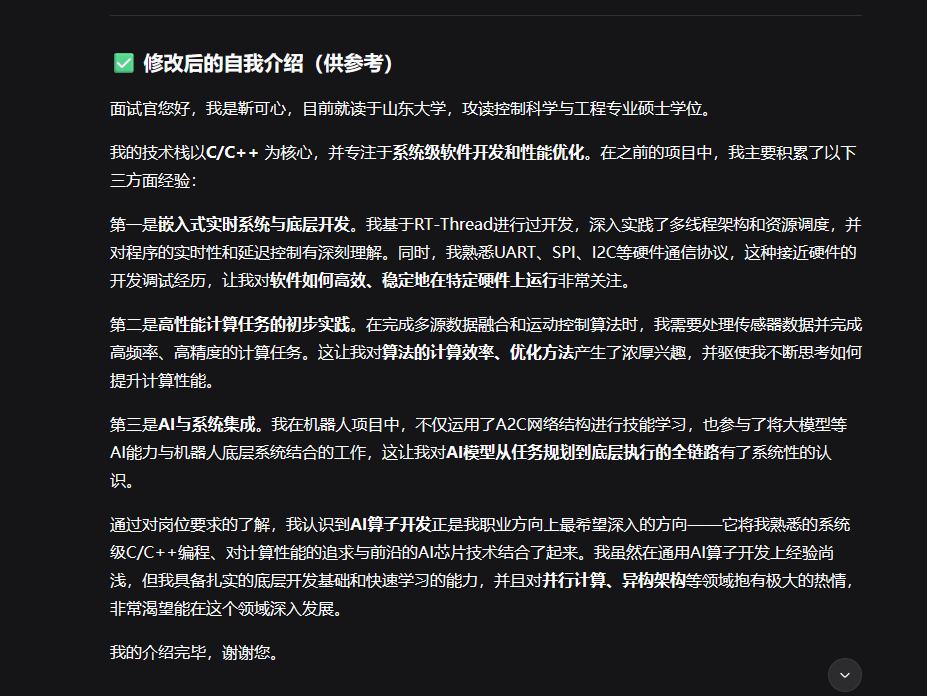 ✅ 修改后的自我介绍（供参考）
面试官您好，我是靳可心，目前就读于山东大学，攻读控制科学与工程专业硕士学位。
我的技术栈以C/C++ 为核心，并专注于系统级软件开发和性能优化。在之前的项目中，我主要积累了以下
三方面经验：
第一是嵌入式实时系统与底层开发。我基于RT-Thread进行过开发，深入实践了多线程架构和资源调度，并
对程序的实时性和延迟控制有深刻理解。同时，我熟悉UART、SPI、I2C等硬件通信协议，这种接近硬件的
开发调试经历，让我对软件如何高效、稳定地在特定硬件上运行非常关注。
第二是高性能计算任务的初步实践。在完成多源数据融合和运动控制算法时，我需要处理传感器数据并完成
高频率、高精度的计算任务。这让我对算法的计算效率、优化方法产生了浓厚兴趣，并驱使我不断思考如何
提升计算性能。
第三是AI与系统集成。我在机器人项目中，不仅运用了A2C网络结构进行技能学习，也参与了将大模型等
AI能力与机器人底层系统结合的工作，这让我对AI模型从任务规划到底层执行的全链路有了系统性的认
识。
通过对岗位要求的了解，我认识到AI算子开发正是我职业方向上最希望深入的方向——它将我熟悉的系统
级C/C++编程、对计算性能的追求与前沿的AI芯片技术结合了起来。我虽然在通用AI算子开发上经验尚
浅，但我具备扎实的底层开发基础和快速学习的能力，并且对并行计算、异构架构等领域抱有极大的热情，
非常渴望能在这个领域深入发展。
我的介绍完毕，谢谢您。